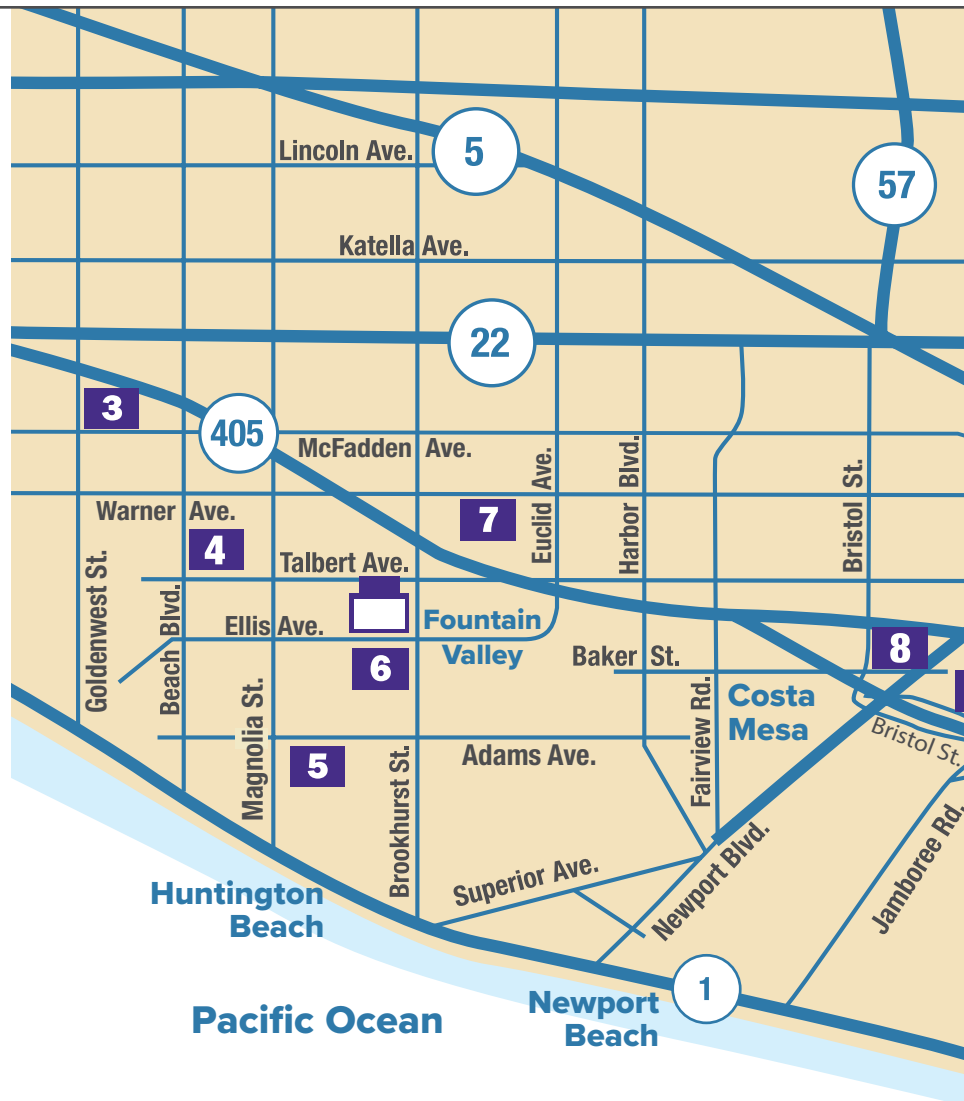 5
Lincoln Ave.
57
Katella Ave.
22
3
405
McFadden Ave.
Warner Ave.
7
4
Euclid Ave.
Harbor Blvd.
Bristol St.
Talbert Ave.
Goldenwest St.
Beach Blvd.
Ellis Ave.
Fountain
Valley
6
Baker St.
8
Magnolia St.
Fairview Rd.
Costa
Mesa
Bristol St.
5
Adams Ave.
Brookhurst St.
Superior Ave.
Newport Blvd.
Jamboree Rd.
Huntington
Beach
1
Newport
Beach
Pacific Ocean